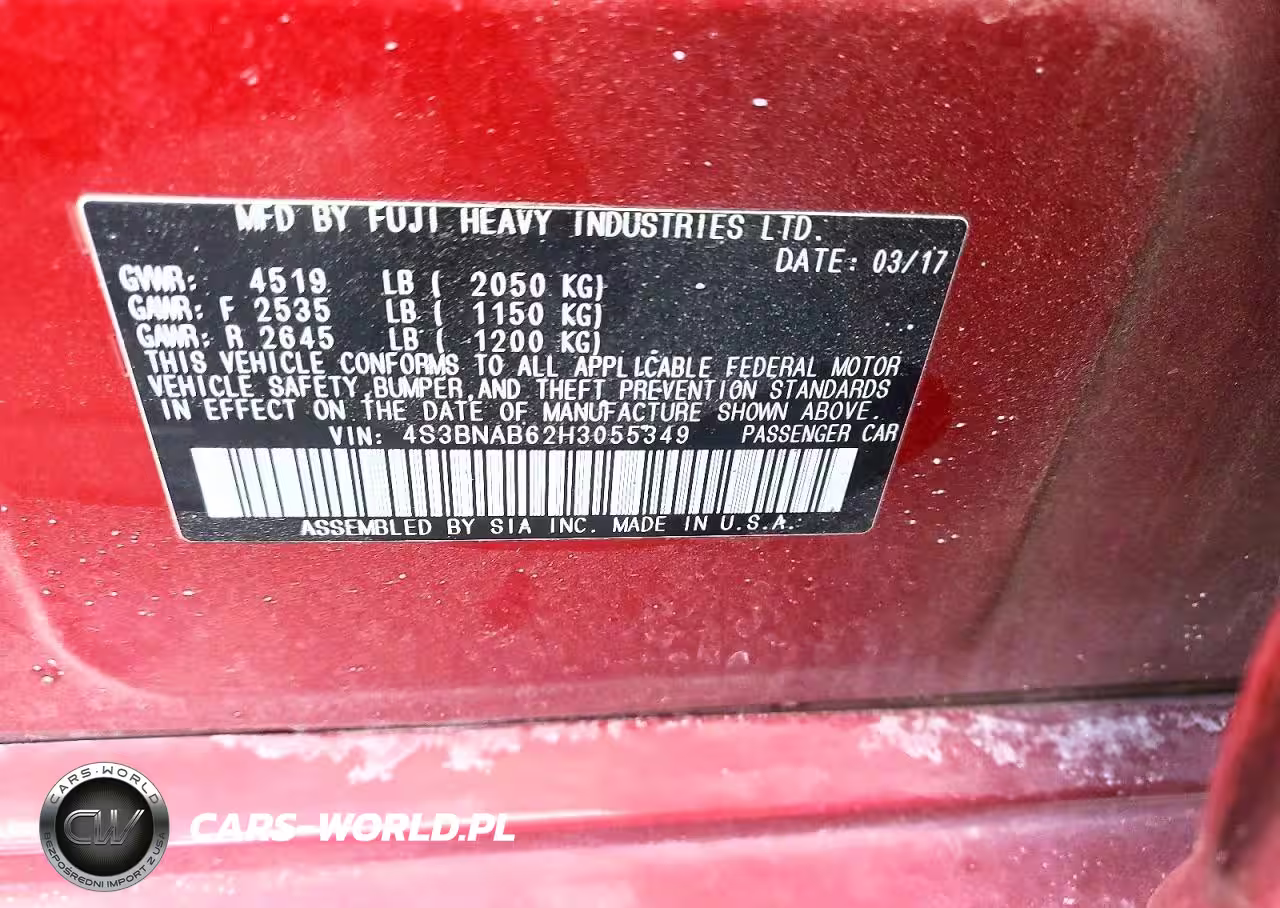 MFD BY FUJI HEAVY INDUSTRIES LTD.
DATE: 03/17
GVWR: 4519 LB ( 2050 KG)
GAWR: F 2535 LB ( 1150 KG)
GAWR: R 2645 LB ( 1200 KG)
THIS VEHICLE CONFORMS TO ALL APPLICABLE FEDERAL MOTOR
VEHICLE SAFETY,BUMPER,AND THEFT PREVENTION STANDARDS
IN EFFECT ON THE DATE OF MANUFACTURE SHOWN ABOVE.
VIN: 4S3BNAB62H3055349 PASSENGER CAR
ASSEMBLED BY SIA INC. MADE IN U.S.A.
CARS-WORLD
CW
BEZPOŚREDNI IMPORT Z USA
CARS-WORLD.PL